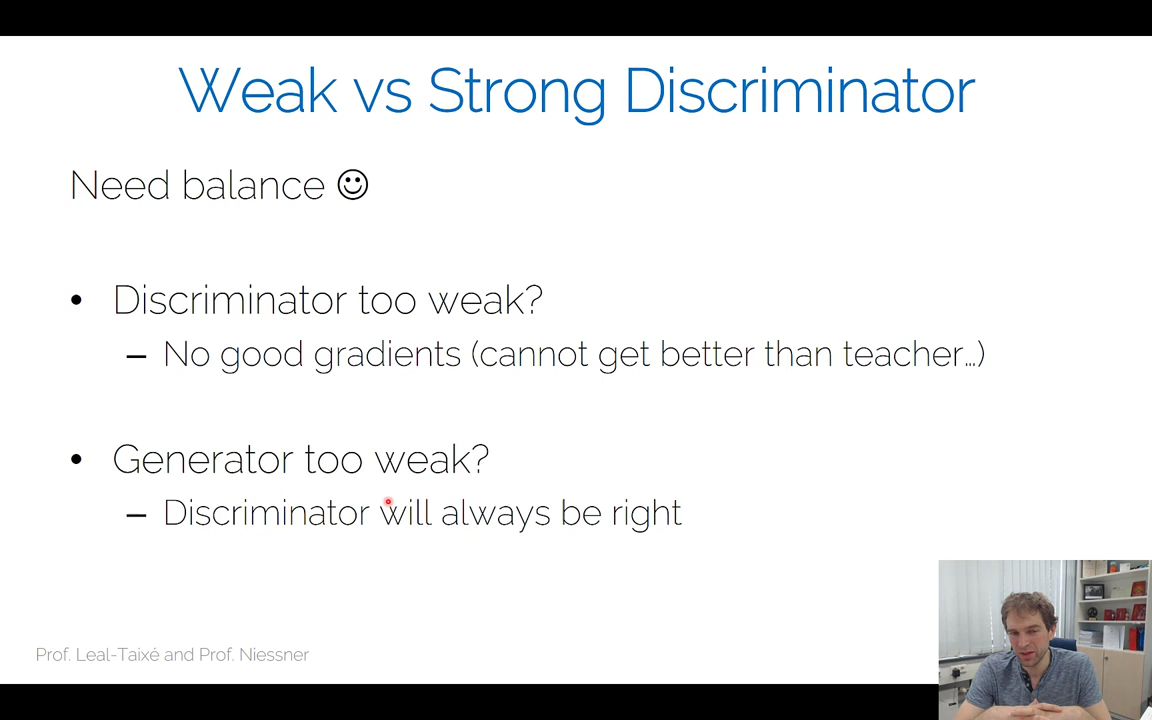 Weak vs Strong Discriminator
Need balance ☺
• Discriminator too weak?
– No good gradients (cannot get better than teacher…)
• Generator too weak?
– Discriminator will always be right
Prof. Leal-Taixé and Prof. Niessner